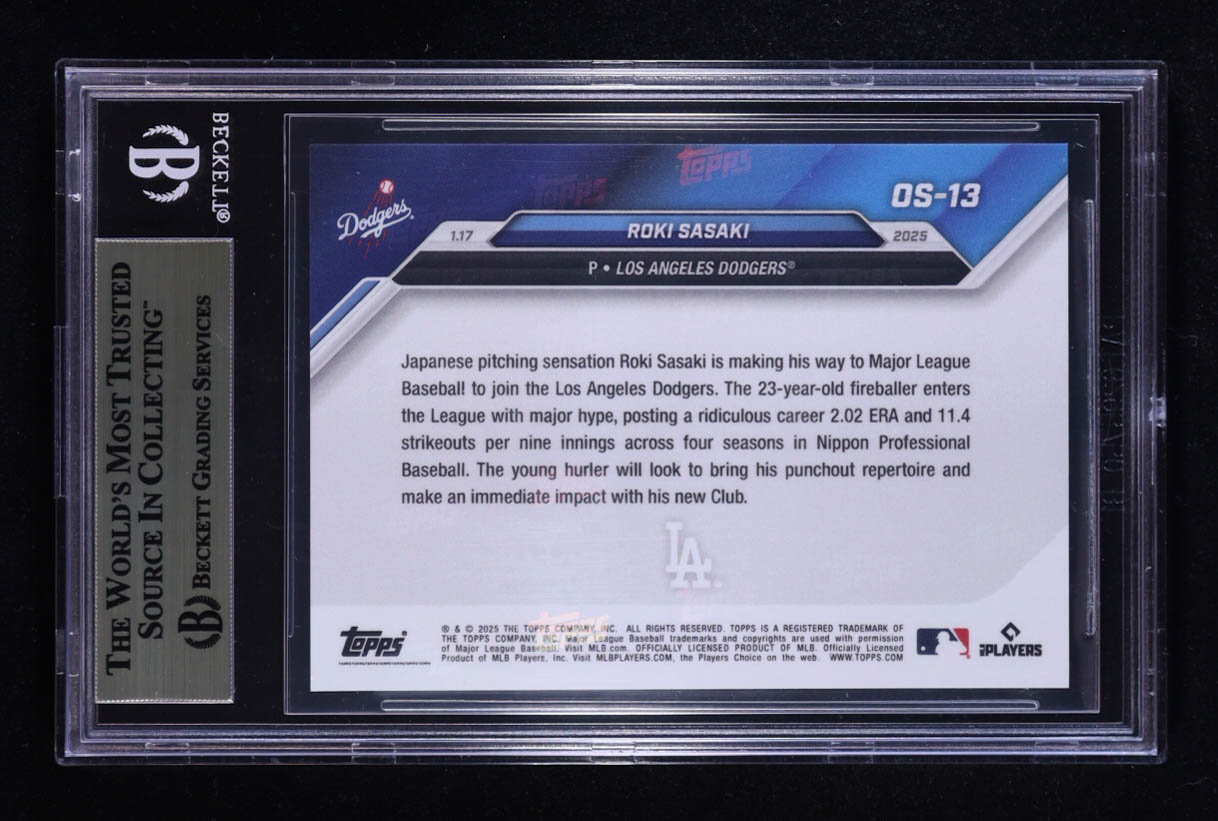 BECKETT®
B
THE WORLD'S MOST TRUSTED
SOURCE IN COLLECTING™
B BECKETT GRADING SERVICES
Topps
Topps
Dodgers
OS-13
1.17
ROKI SASAKI
2025
P • LOS ANGELES DODGERS®
Japanese pitching sensation Roki Sasaki is making his way to Major League
Baseball to join the Los Angeles Dodgers. The 23-year-old fireballer enters
the League with major hype, posting a ridiculous career 2.02 ERA and 11.4
strikeouts per nine innings across four seasons in Nippon Professional
Baseball. The young hurler will look to bring his punchout repertoire and
make an immediate impact with his new Club.
LA
Topps
Topps
® & © 2025 THE TOPPS COMPANY, INC. ALL RIGHTS RESERVED. TOPPS IS A REGISTERED TRADEMARK OF
THE TOPPS COMPANY, INC. Major League Baseball trademarks and copyrights are used with permission
of Major League Baseball. Visit MLB.com. OFFICIALLY LICENSED PRODUCT OF MLB. Officially Licensed
Product of MLB Players, Inc. Visit MLBPLAYERS.COM, the Players Choice on the web. WWW.TOPPS.COM
PLAYERS